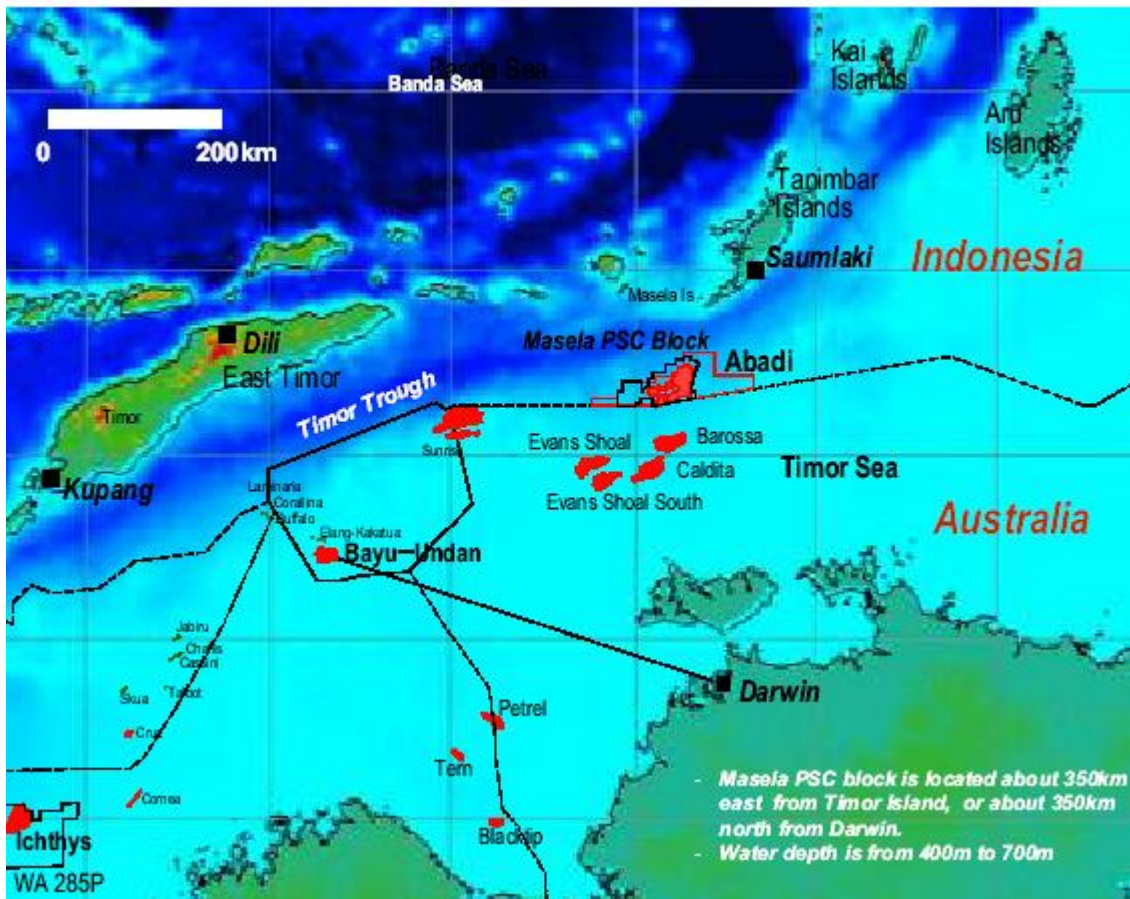 Kai
Islands
Banda Sea
Banda Sea
Aru
Islands
0 200km
Tanimbar
Islands
Indonesia
Saumlaki
Masela Is
Dili
Masela PSC Block
Abadi
East Timor
Timor Trough
Timor
Sunrise
Evans Shoal
Barossa
Caldita
Timor Sea
Kupang
Laminaria
Coralina
Buffalo
Evans Shoal South
Australia
Elang-Kakatua
Bayu-Undan
Jabiru
Challis
Cassini
Skua
Talbot
Darwin
Petrel
Crux
Tern
Cornea
- Masela PSC block is located about 350km
east from Timor Island, or about 350km
north from Darwin.
- Water depth is from 400m to 700m
Blacktip
Ichthys
WA 285P